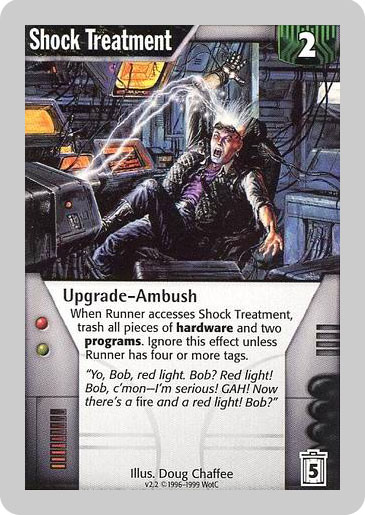 Shock Treatment
2
Upgrade-Ambush
When Runner accesses Shock Treatment,
trash all pieces of hardware and two
programs. Ignore this effect unless
Runner has four or more tags.
"Yo, Bob, red light. Bob? Red light!
Bob, c'mon—I'm serious! GAH! Now
there's a fire and a red light! Bob?"
Illus. Doug Chaffee
v2.2 ©1996-1999 WotC
5